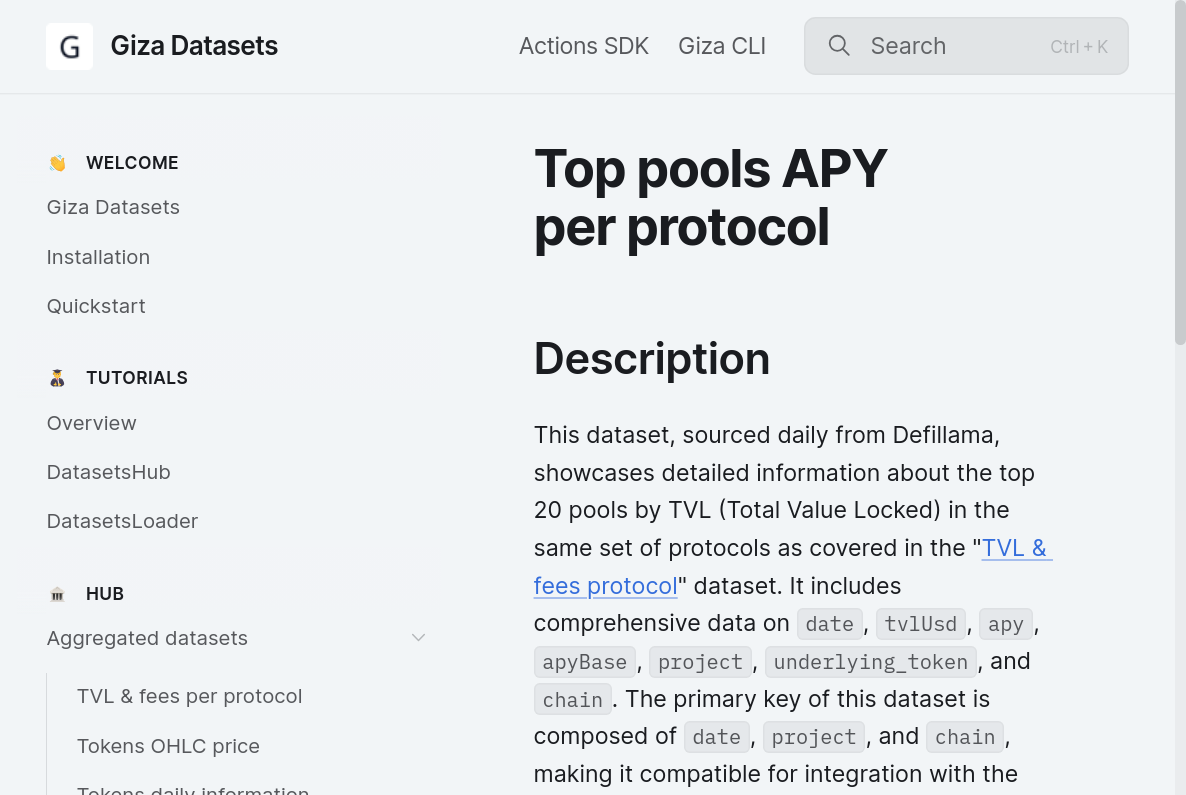 G Giza Datasets
Actions SDK
Giza CLI
Search
Ctrl + K
WELCOME
Giza Datasets
Installation
Quickstart
TUTORIALS
Overview
DatasetsHub
DatasetsLoader
HUB
Aggregated datasets
TVL & fees per protocol
Tokens OHLC price
Tokens daily information
Top pools APY
per protocol
Description
This dataset, sourced daily from Defillama,
showcases detailed information about the top
20 pools by TVL (Total Value Locked) in the
same set of protocols as covered in the "TVL &
fees protocol" dataset. It includes
comprehensive data on date, tvlUsd, apy,
apyBase, project, underlying_token, and
chain. The primary key of this dataset is
composed of date, project, and chain,
making it compatible for integration with the